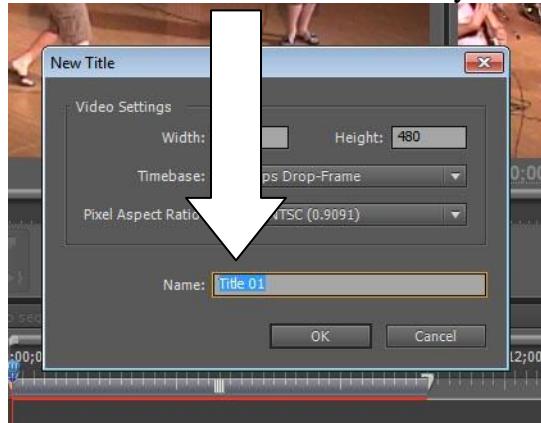 New Title
Video Settings
Width:
Height: 480
Timebase: ps Drop-Frame
Pixel Aspect Ratio NTSC (0.9091)
Name: Title 01
OK Cancel